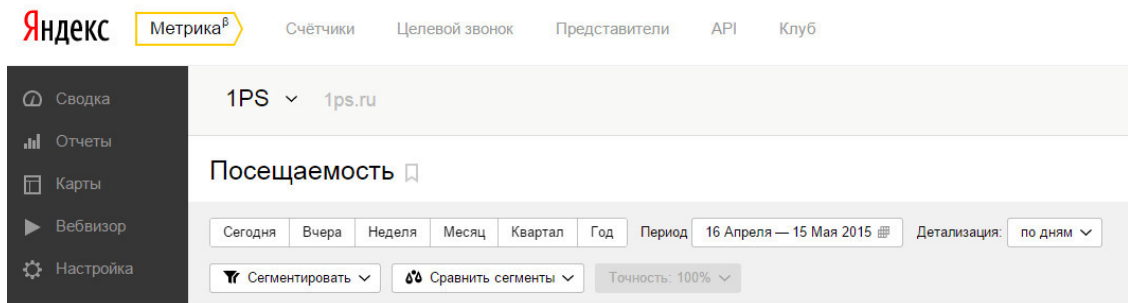 Яндекс Метрикаβ Счётчики Целевой звонок Представители API Клуб
Сводка
Отчеты
Карты
Вебвизор
Настройка
1PS 1ps.ru
Посещаемость
Сегодня Вчера Неделя Месяц Квартал Год Период 16 Апреля — 15 Мая 2015 Детализация: по дням
Сегментировать Сравнить сегменты Точность: 100%